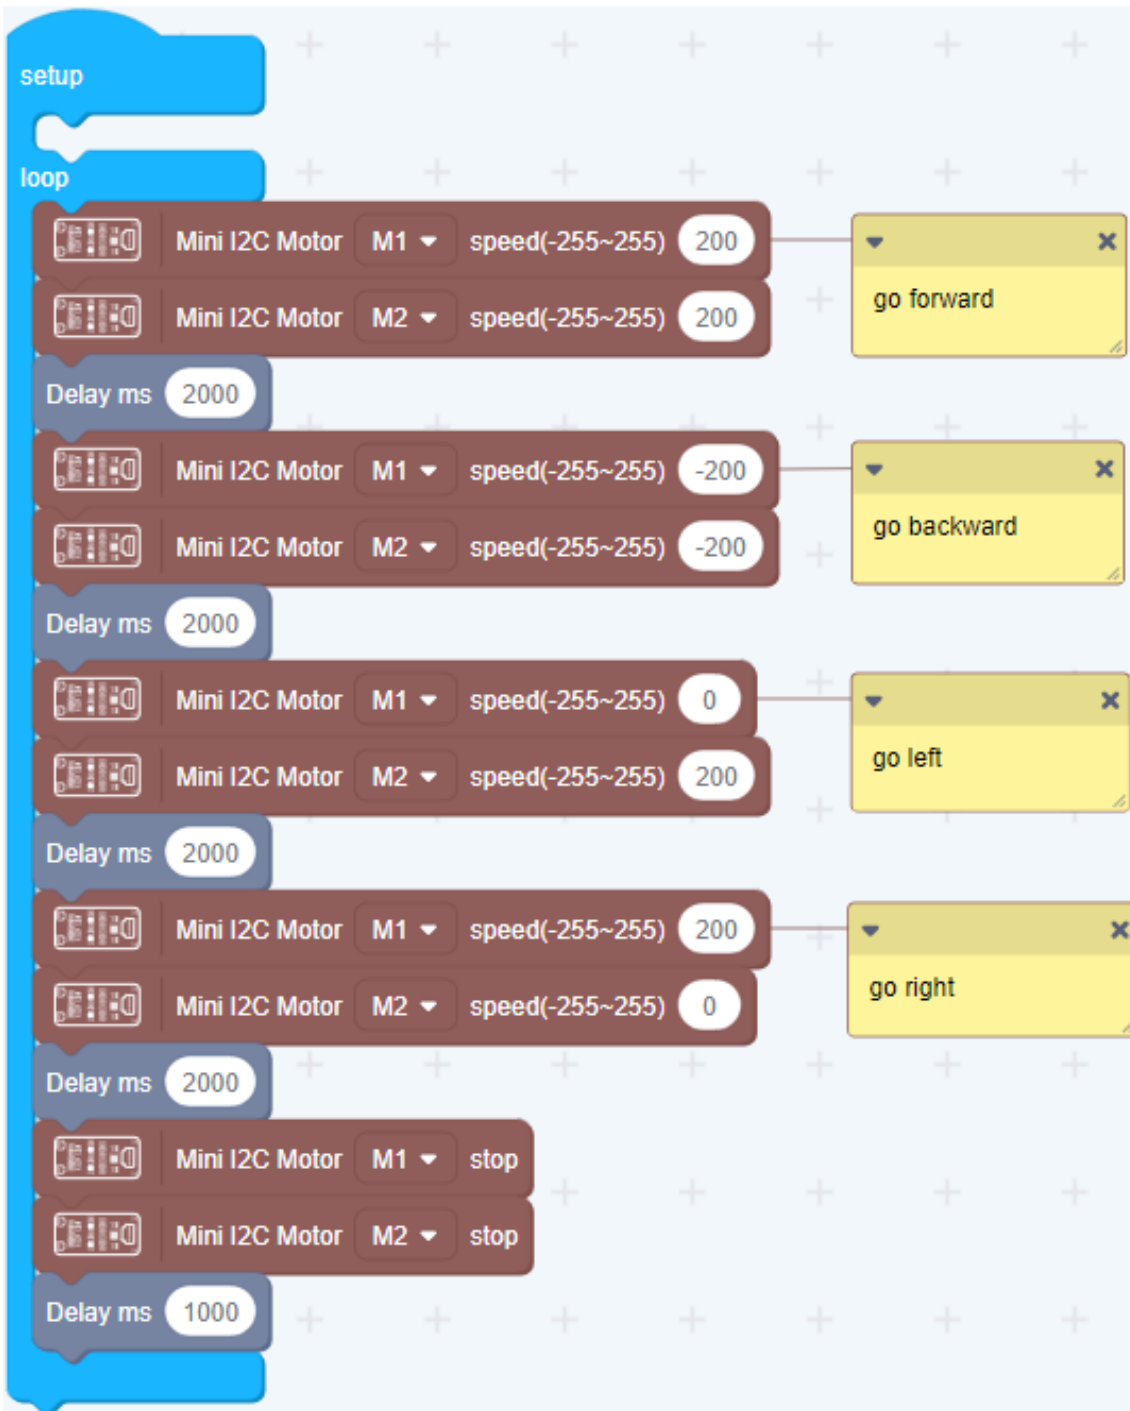 setup
loop
Mini I2C Motor M1 speed(-255~255) 200
go forward
Mini I2C Motor M2 speed(-255~255) 200
Delay ms 2000
Mini I2C Motor M1 speed(-255~255) -200
go backward
Mini I2C Motor M2 speed(-255~255) -200
Delay ms 2000
Mini I2C Motor M1 speed(-255~255) 0
go left
Mini I2C Motor M2 speed(-255~255) 200
Delay ms 2000
Mini I2C Motor M1 speed(-255~255) 200
go right
Mini I2C Motor M2 speed(-255~255) 0
Delay ms 2000
Mini I2C Motor M1 stop
Mini I2C Motor M2 stop
Delay ms 1000